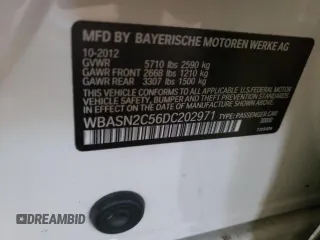 MFD BY BAYERISCHE MOTOREN WERKE AG
10-2012
GVWR 5710 lbs 2590 kg
GAWR FRONT 2668 lbs 1210 kg
GAWR REAR 3307 lbs 1500 kg
THIS VEHICLE CONFORMS TO ALL APPLICABLE
FEDERAL MOTOR VEHICLE SAFETY, BUMPER,
AND THEFT PREVENTION STANDARDS IN EFFECT
ON THE DATE OF MANUFACTURE SHOWN ABOVE.
WBASN2C56DC202971 TYPE: PASSENGER CAR
DREAMBID